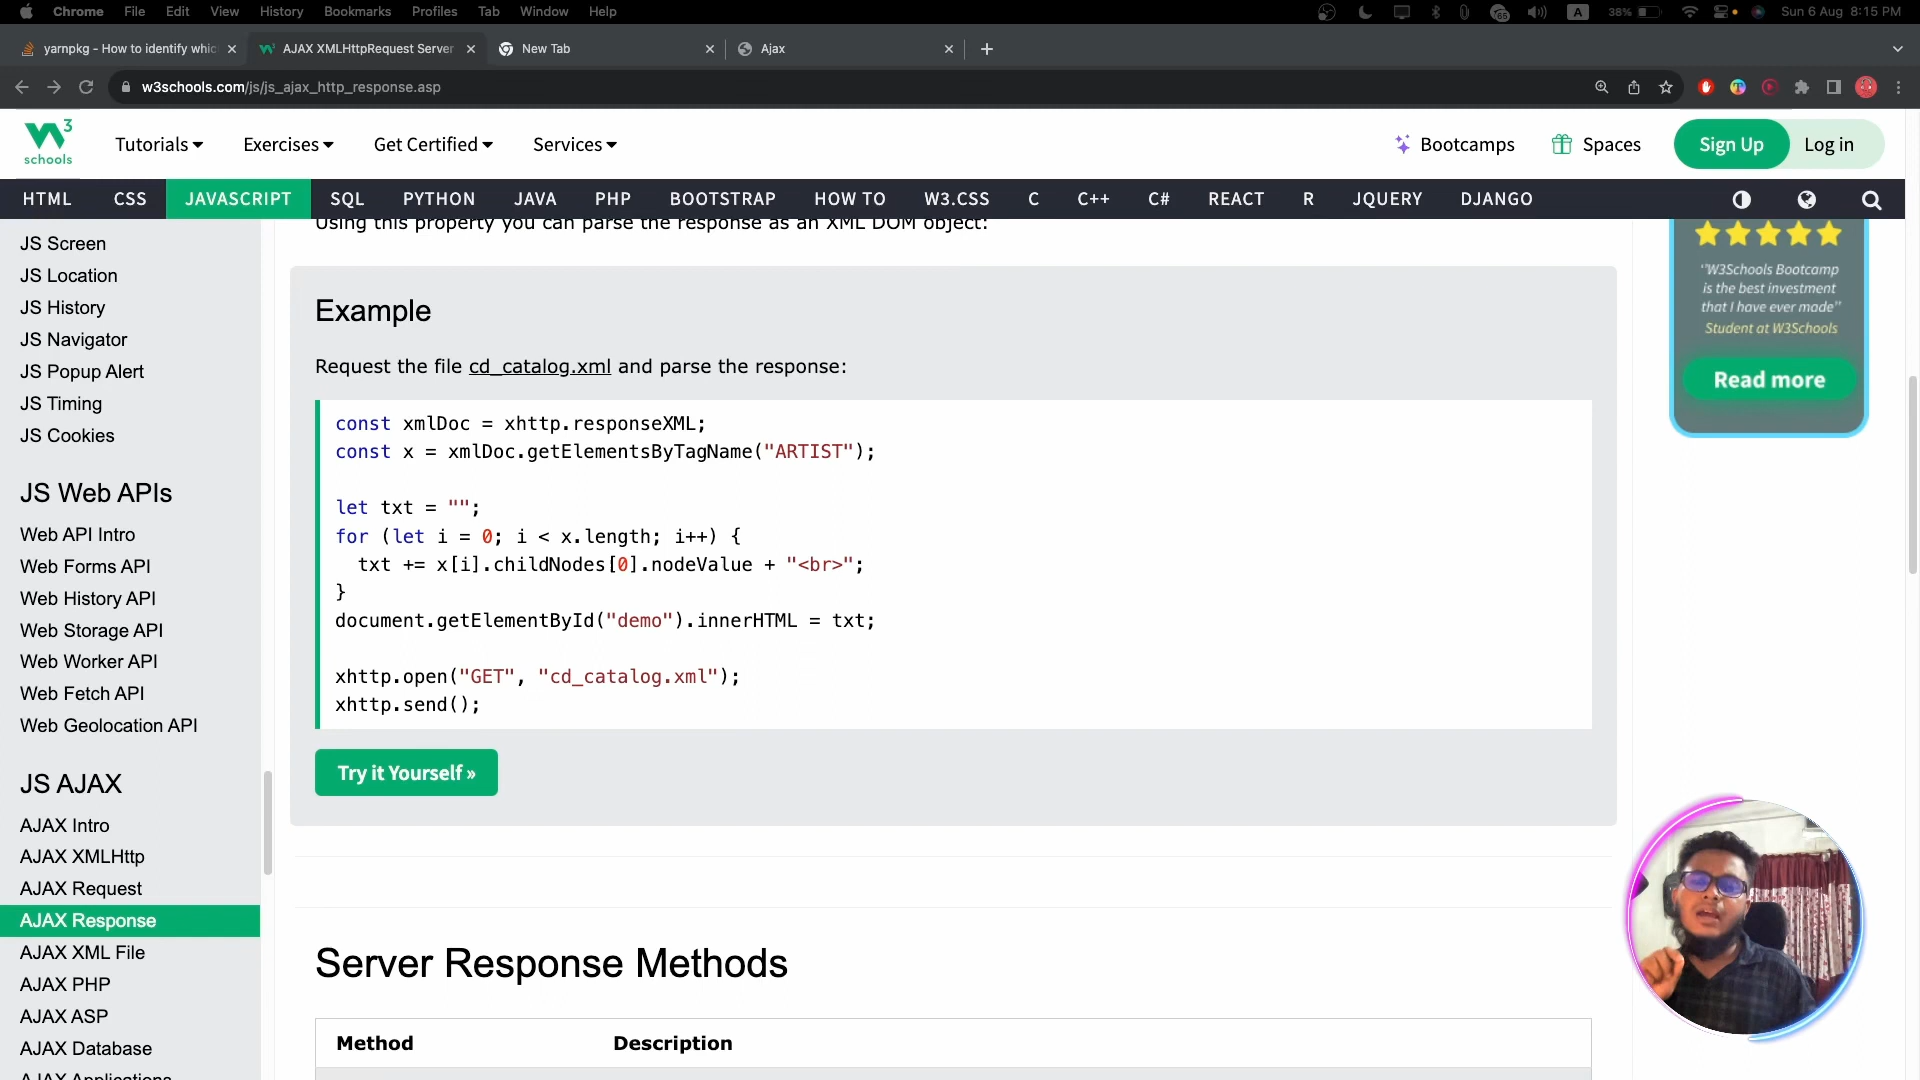 Chrome File Edit View History Bookmarks Profiles Tab Window Help 65 A 38% Sun 6 Aug 8:15 PM
yarnpkg - How to identify whic AJAX XMLHttpRequest Server New Tab Ajax
w3schools.com/js/js_ajax_http_response.asp
W3 schools Tutorials Exercises Get Certified Services Bootcamps Spaces Sign Up Log in
HTML CSS JAVASCRIPT SQL PYTHON JAVA PHP BOOTSTRAP HOW TO W3.CSS C C++ C# REACT R JQUERY DJANGO
JS Screen
JS Location
JS History
JS Navigator
JS Popup Alert
JS Timing
JS Cookies
JS Web APIs
Web API Intro
Web Forms API
Web History API
Web Storage API
Web Worker API
Web Fetch API
Web Geolocation API
JS AJAX
AJAX Intro
AJAX XMLHttp
AJAX Request
AJAX Response
AJAX XML File
AJAX PHP
AJAX ASP
AJAX Database
AJAX Applications
Using this property you can parse the response as an XML DOM object:
Example
Request the file cd_catalog.xml and parse the response:
const xmlDoc = xhttp.responseXML;
const x = xmlDoc.getElementsByTagName("ARTIST");
let txt = "";
for (let i = 0; i < x.length; i++) {
txt += x[i].childNodes[0].nodeValue + "<br>";
}
document.getElementById("demo").innerHTML = txt;
xhttp.open("GET", "cd_catalog.xml");
xhttp.send();
Try it Yourself »
Server Response Methods
Method Description
"W3Schools Bootcamp
is the best investment
that I have ever made"
Student at W3Schools
Read more